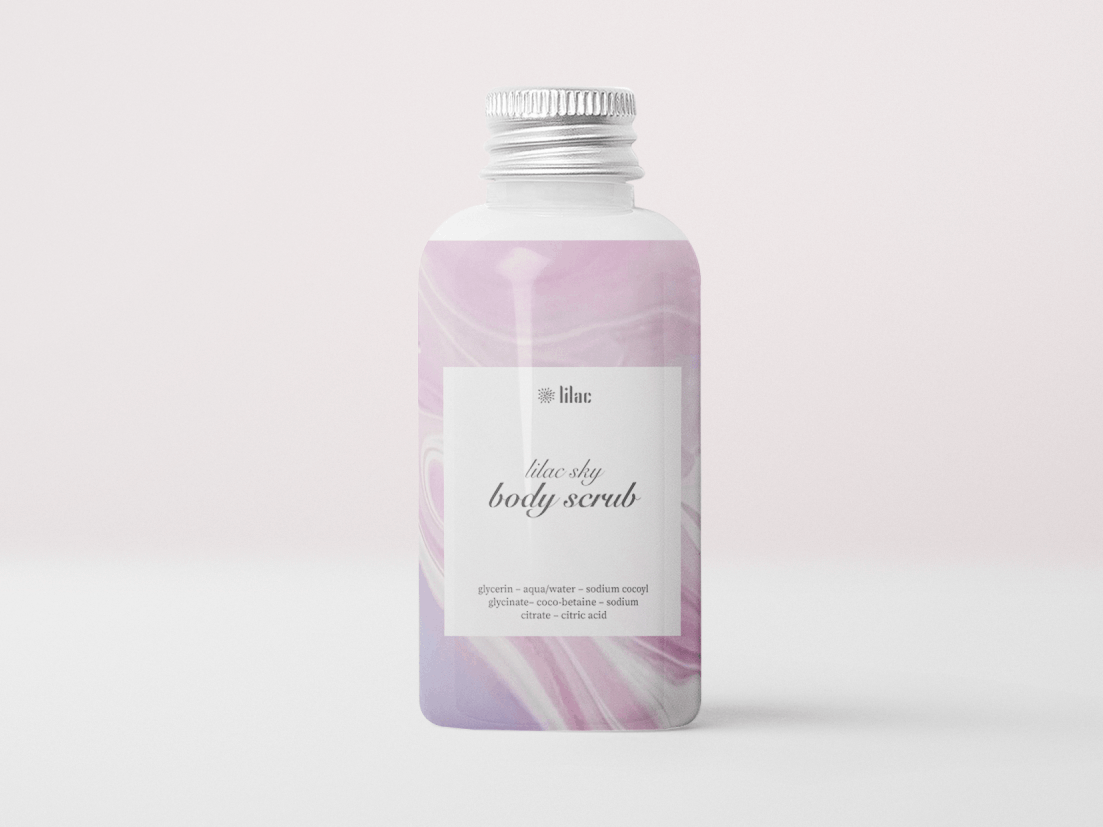 lilac
lilac sky
body scrub
glycerin – aqua/water – sodium cocoyl
glycinate– coco-betaine – sodium
citrate – citric acid